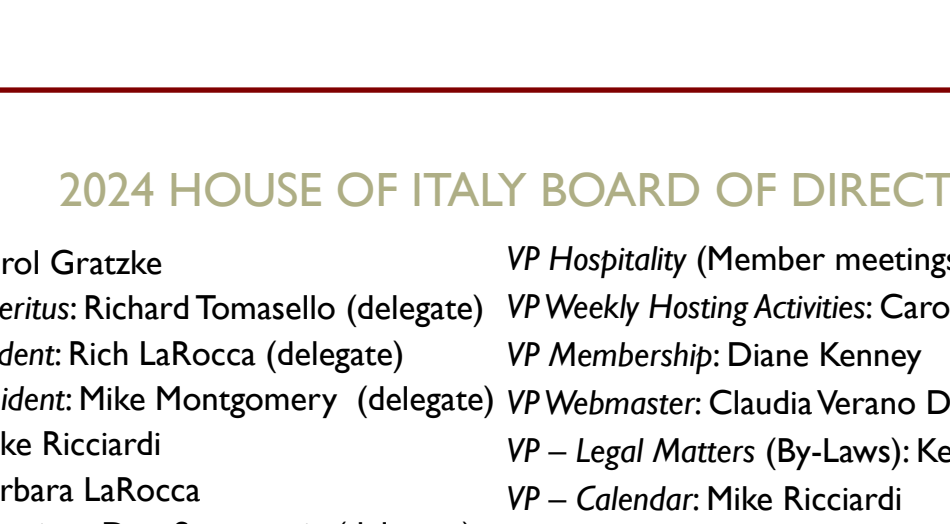 2024 HOUSE OF ITALY BOARD OF DIRECT
rol Gratzke
eritus: Richard Tomasello (delegate)
dent: Rich LaRocca (delegate)
ident: Mike Montgomery (delegate)
ke Ricciardi
rbara LaRocca
VP Hospitality (Member meetings
VP Weekly Hosting Activities: Caro
VP Membership: Diane Kenney
VP Webmaster: Claudia Verano D
VP – Legal Matters (By-Laws): Ke
VP – Calendar: Mike Ricciardi